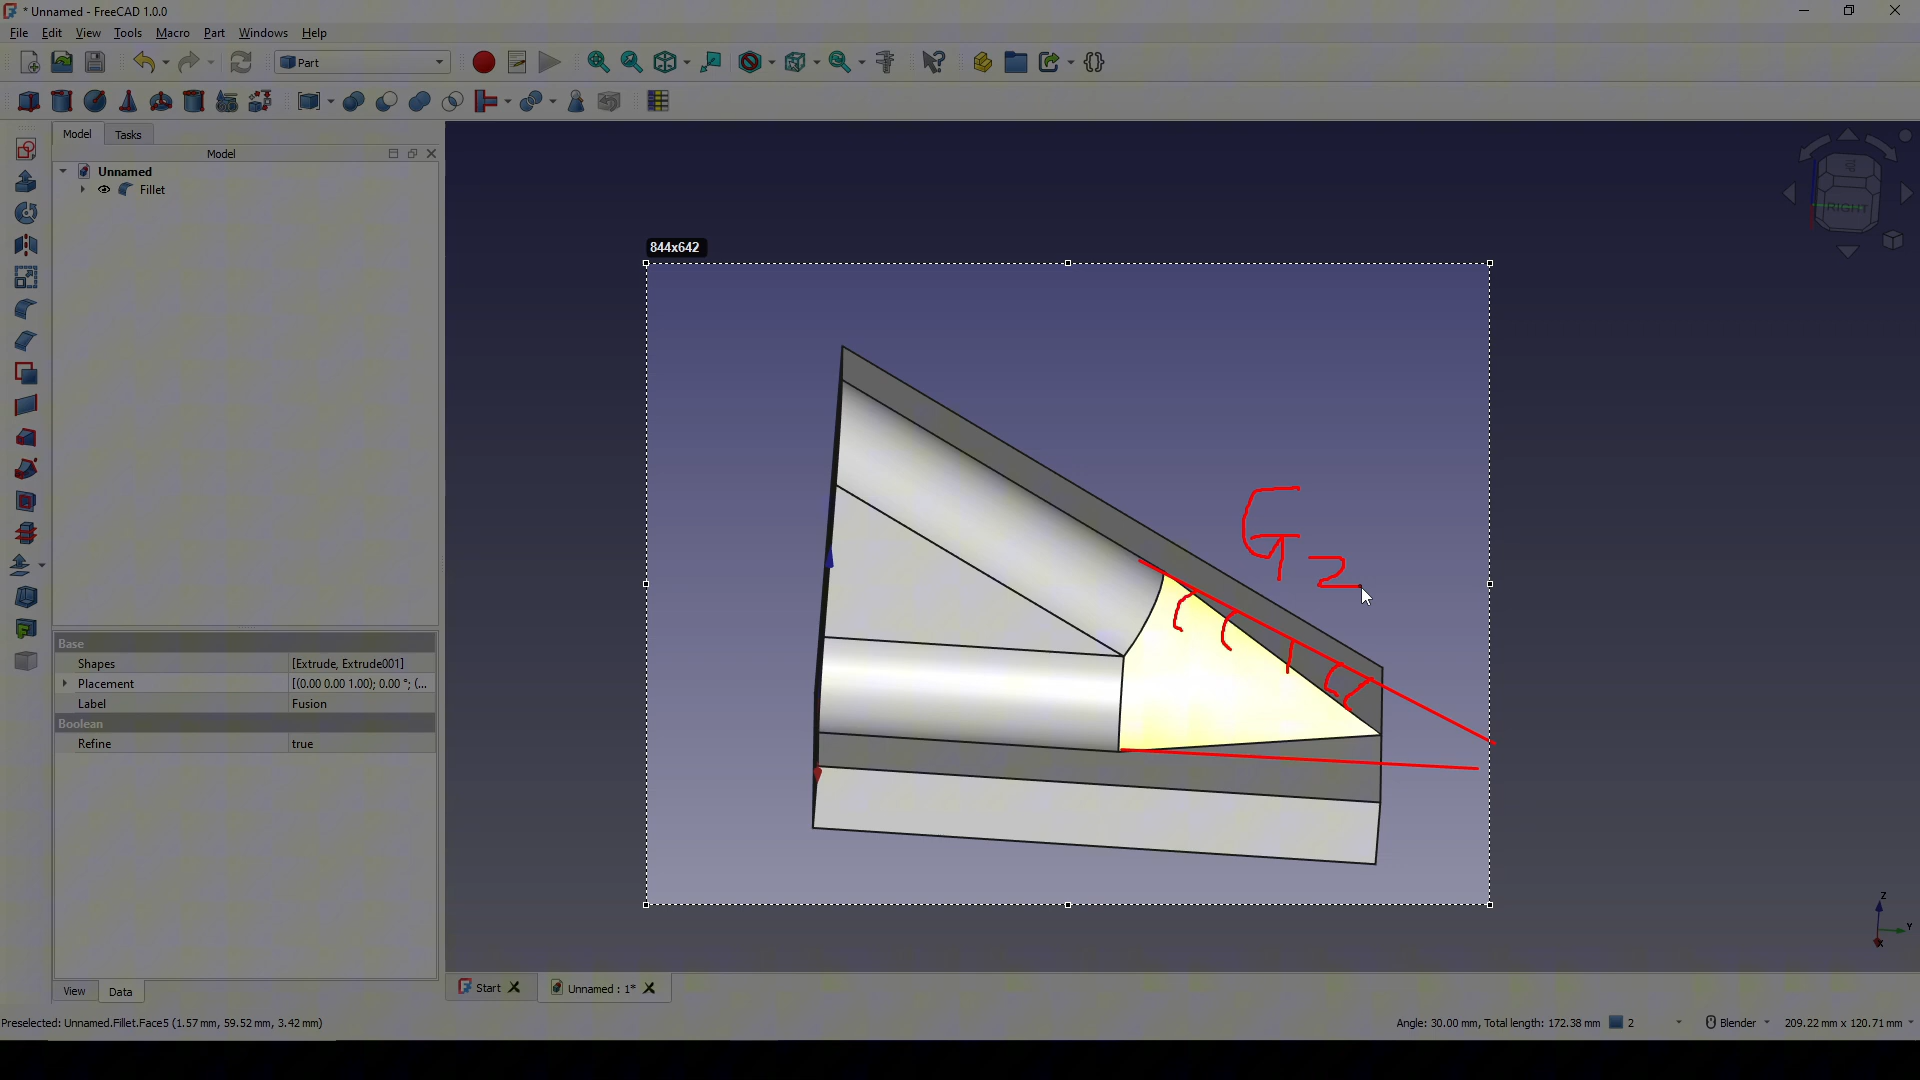 * Unnamed - FreeCAD 1.0.0
File Edit View Tools Macro Part Windows Help
Part
Model Tasks
Model
Unnamed
Fillet
844x642
RIGHT
G2
Base
Shapes [Extrude, Extrude001]
Placement [(0.00 0.00 1.00); 0.00 °; (...
Label Fusion
Boolean
Refine true
Z
Y
X
View Data
Start
Unnamed : 1*
Preselected: Unnamed.Fillet.Face5 (1.57 mm, 59.52 mm, 3.42 mm)
Angle: 30.00 mm, Total length: 172.38 mm 2 Blender 209.22 mm x 120.71 mm